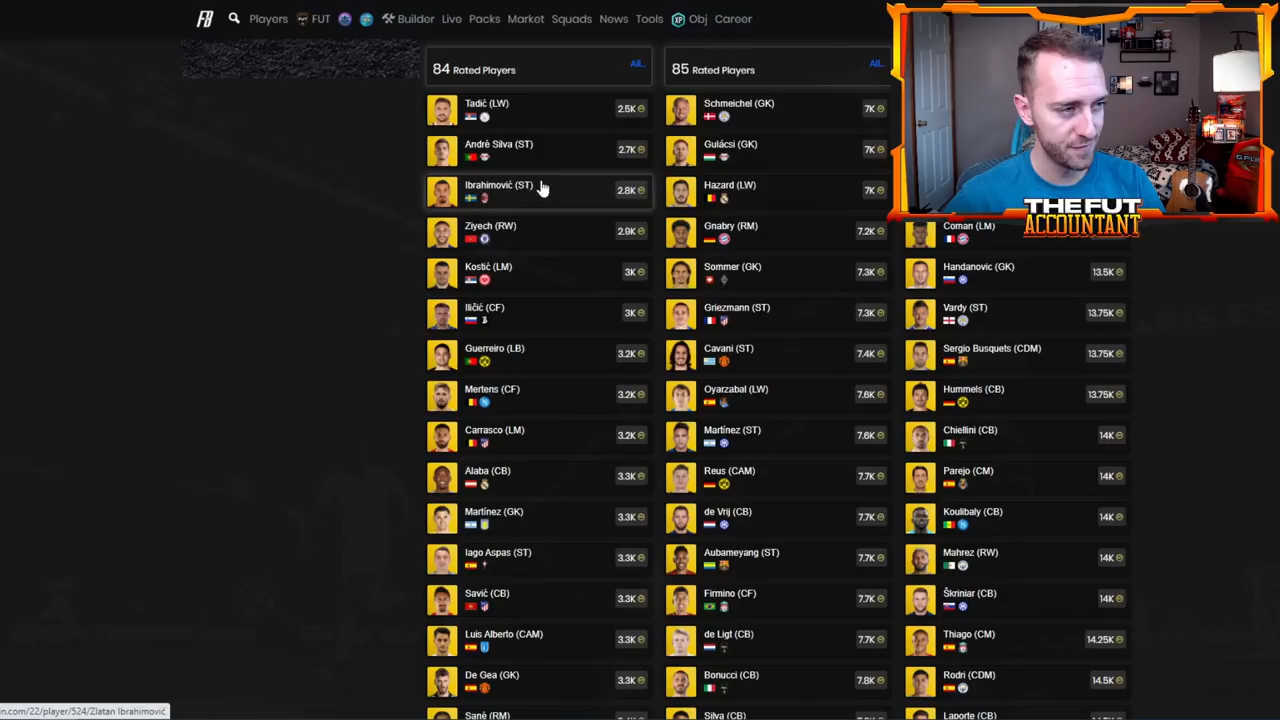 FB Players FUT Builder Live Packs Market Squads News Tools XP Obj Career
84 Rated Players All..
Tadić (LW) 2.5K
André Silva (ST) 2.7K
Ibrahimović (ST) 2.8K
Ziyech (RW) 2.9K
Kostić (LM) 3K
Iličić (CF) 3K
Guerreiro (LB) 3.2K
Mertens (CF) 3.2K
Carrasco (LM) 3.2K
Alaba (CB) 3.3K
Martínez (GK) 3.3K
Iago Aspas (ST) 3.3K
Savić (CB) 3.3K
Luis Alberto (CAM) 3.3K
De Gea (GK) 3.3K
Sané (RM)
85 Rated Players All..
Schmeichel (GK) 7K
Gulácsi (GK) 7K
Hazard (LW) 7K
Gnabry (RM) 7.2K
Sommer (GK) 7.3K
Griezmann (ST) 7.3K
Cavani (ST) 7.4K
Oyarzabal (LW) 7.6K
Martínez (ST) 7.6K
Reus (CAM) 7.7K
de Vrij (CB) 7.7K
Aubameyang (ST) 7.7K
Firmino (CF) 7.7K
de Ligt (CB) 7.7K
Bonucci (CB) 7.8K
Silva (CB)
Coman (LM)
Handanovic (GK) 13.5K
Vardy (ST) 13.75K
Sergio Busquets (CDM) 13.75K
Hummels (CB) 13.75K
Chiellini (CB) 14K
Parejo (CM) 14K
Koulibaly (CB) 14K
Mahrez (RW) 14K
Škriniar (CB) 14K
Thiago (CM) 14.25K
Rodri (CDM) 14.5K
Laporte (CB)
THE FUT
ACCOUNTANT
in.com/22/player/524/Zlatan Ibrahimović